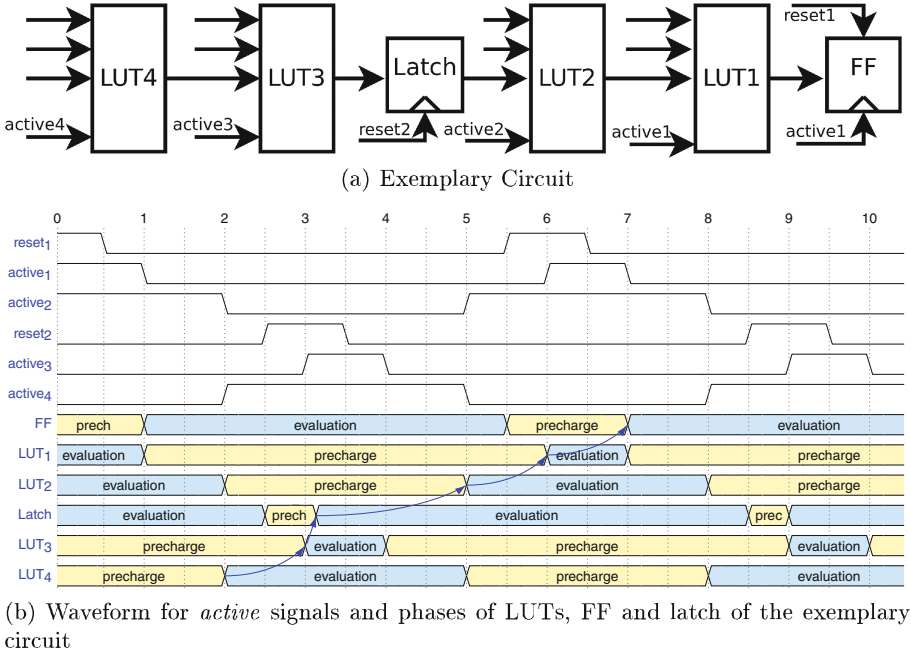 reset1
LUT4
LUT3
Latch
LUT2
LUT1
FF
active4
active3
reset2
active2
active1
active1
(a) Exemplary Circuit
0 1 2 3 4 5 6 7 8 9 10
reset1
active1
active2
reset2
active3
active4
FF prech evaluation precharge evaluation
LUT1 evaluation precharge evaluation precharge
LUT2 evaluation precharge evaluation precharge
Latch evaluation prech evaluation prec
LUT3 precharge evaluation precharge evaluation
LUT4 precharge evaluation precharge evaluation
(b) Waveform for active signals and phases of LUTs, FF and latch of the exemplary
circuit